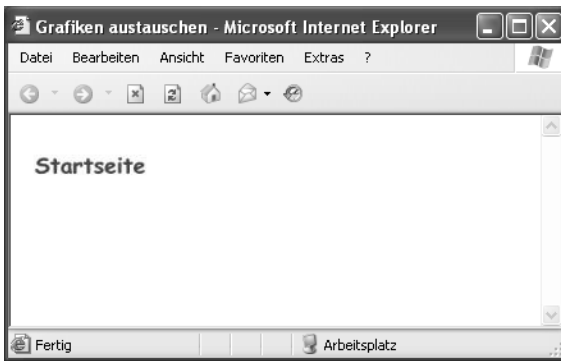 Grafiken austauschen - Microsoft Internet Explorer
Datei Bearbeiten Ansicht Favoriten Extras ?
Startseite
Fertig Arbeitsplatz